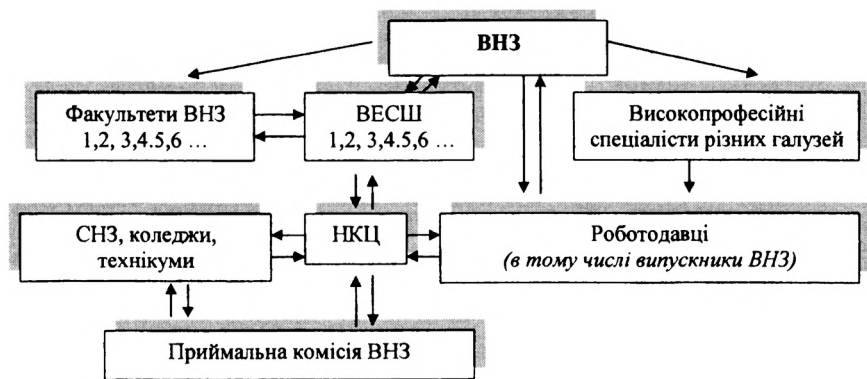 ВНЗ
Факультети ВНЗ
1,2, 3,4.5,6 ...
ВЕСШ
1,2, 3,4.5,6 ...
Високопрофесійні
спеціалісти різних галузей
СНЗ, коледжи,
технікуми
НКЦ
Роботодавці
(в тому числі випускники ВНЗ)
Приймальна комісія ВНЗ